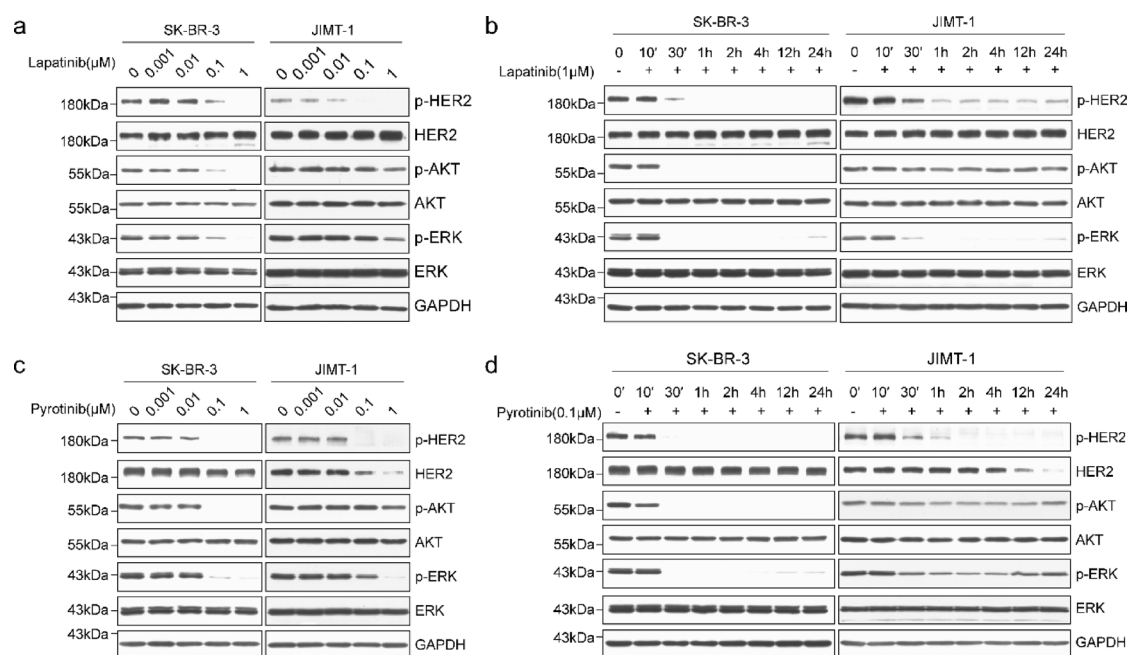 a
SK-BR-3 JIMT-1
Lapatinib(μM) 0 0.001 0.01 0.1 1 0 0.001 0.01 0.1 1
180kDa p-HER2
180kDa HER2
55kDa p-AKT
55kDa AKT
43kDa p-ERK
43kDa ERK
43kDa GAPDH
b
SK-BR-3 JIMT-1
0 10' 30' 1h 2h 4h 12h 24h 0 10' 30' 1h 2h 4h 12h 24h
Lapatinib(1μM) - + + + + + + + - + + + + + + +
180kDa p-HER2
180kDa HER2
55kDa p-AKT
55kDa AKT
43kDa p-ERK
43kDa ERK
43kDa GAPDH
c
SK-BR-3 JIMT-1
Pyrotinib(μM) 0 0.001 0.01 0.1 1 0 0.001 0.01 0.1 1
180kDa p-HER2
180kDa HER2
55kDa p-AKT
55kDa AKT
43kDa p-ERK
43kDa ERK
43kDa GAPDH
d
SK-BR-3 JIMT-1
0' 10' 30' 1h 2h 4h 12h 24h 0' 10' 30' 1h 2h 4h 12h 24h
Pyrotinib(0.1μM) - + + + + + + + - + + + + + + +
180kDa p-HER2
180kDa HER2
55kDa p-AKT
55kDa AKT
43kDa p-ERK
43kDa ERK
43kDa GAPDH